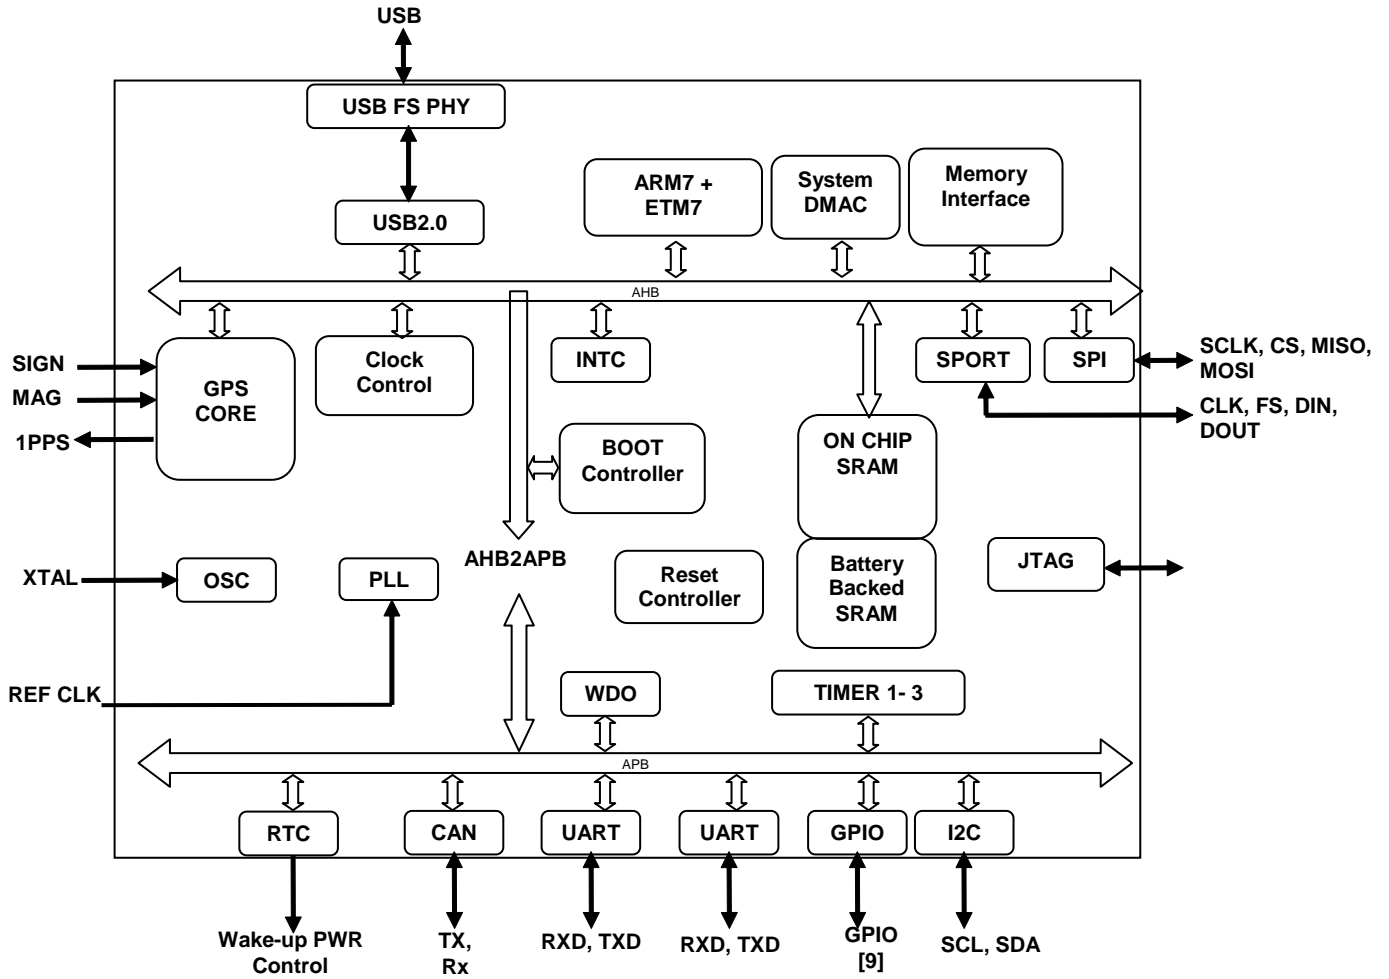 USB
USB FS PHY
USB2.0
ARM7 +
ETM7
System
DMAC
Memory
Interface
AHB
SIGN
MAG
1PPS
GPS
CORE
Clock
Control
INTC
SPORT
SPI
SCLK, CS, MISO,
MOSI
CLK, FS, DIN,
DOUT
BOOT
Controller
ON CHIP
SRAM
AHB2APB
XTAL
OSC
PLL
Reset
Controller
Battery
Backed
SRAM
JTAG
REF CLK
WDO
TIMER 1- 3
APB
RTC
CAN
UART
UART
GPIO
I2C
Wake-up PWR
Control
TX,
Rx
RXD, TXD
RXD, TXD
GPIO
[9]
SCL, SDA